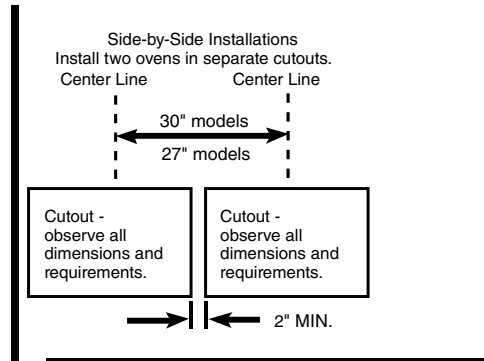 Side-by-Side Installations
Install two ovens in separate cutouts.
Center Line Center Line
30" models
27" models
Cutout -
observe all
dimensions and
requirements.
Cutout -
observe all
dimensions and
requirements.
2" MIN.